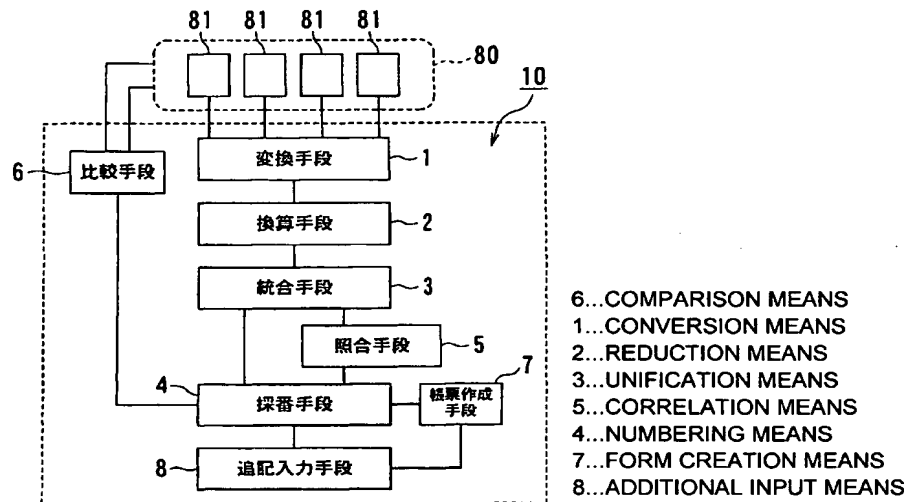 81 81 81 81
80
10
6 比較手段
変換手段 1
換算手段 2
統合手段 3
照合手段 5
7
4 採番手段
帳票作成
手段
8 追記入力手段
6...COMPARISON MEANS
1...CONVERSION MEANS
2...REDUCTION MEANS
3...UNIFICATION MEANS
5...CORRELATION MEANS
4...NUMBERING MEANS
7...FORM CREATION MEANS
8...ADDITIONAL INPUT MEANS